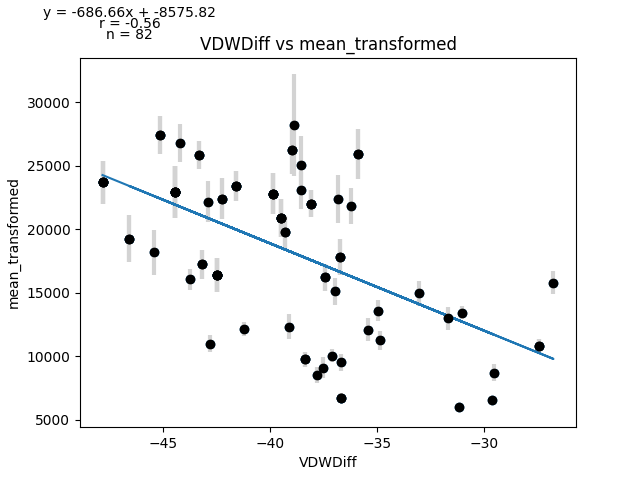 y = -686.66x + -8575.82
r = -0.56
n = 82
VDWDiff vs mean_transformed
30000
25000
20000
15000
10000
5000
mean_transformed
−45 −40 −35 −30
VDWDiff